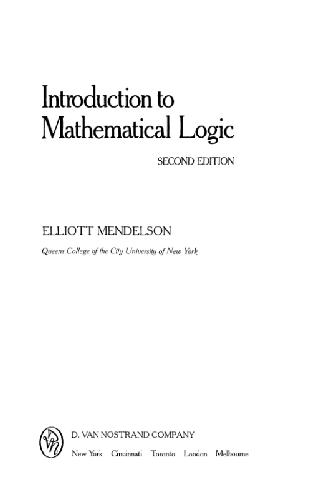 Introduction to
Mathematical Logic
SECOND EDITION
ELLIOTT MENDELSON
Queens College of the City University of New York
D. VAN NOSTRAND COMPANY
New York Cincinnati Toronto London Melbourne